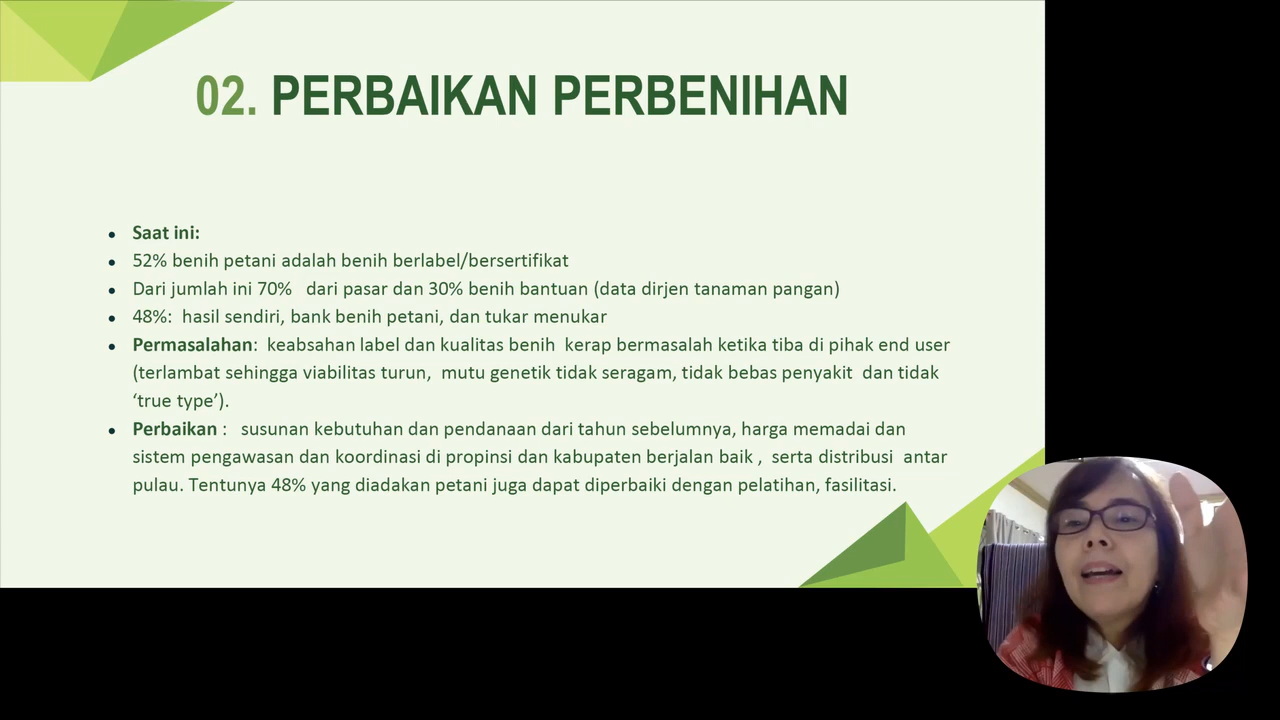 02. PERBAIKAN PERBENIHAN
Saat ini:
52% benih petani adalah benih berlabel/bersertifikat
Dari jumlah ini 70% dari pasar dan 30% benih bantuan (data dirjen tanaman pangan)
48%: hasil sendiri, bank benih petani, dan tukar menukar
Permasalahan: keabsahan label dan kualitas benih kerap bermasalah ketika tiba di pihak end user
(terlambat sehingga viabilitas turun, mutu genetik tidak seragam, tidak bebas penyakit dan tidak
‘true type’).
Perbaikan : susunan kebutuhan dan pendanaan dari tahun sebelumnya, harga memadai dan
sistem pengawasan dan koordinasi di propinsi dan kabupaten berjalan baik , serta distribusi antar
pulau. Tentunya 48% yang diadakan petani juga dapat diperbaiki dengan pelatihan, fasilitasi.